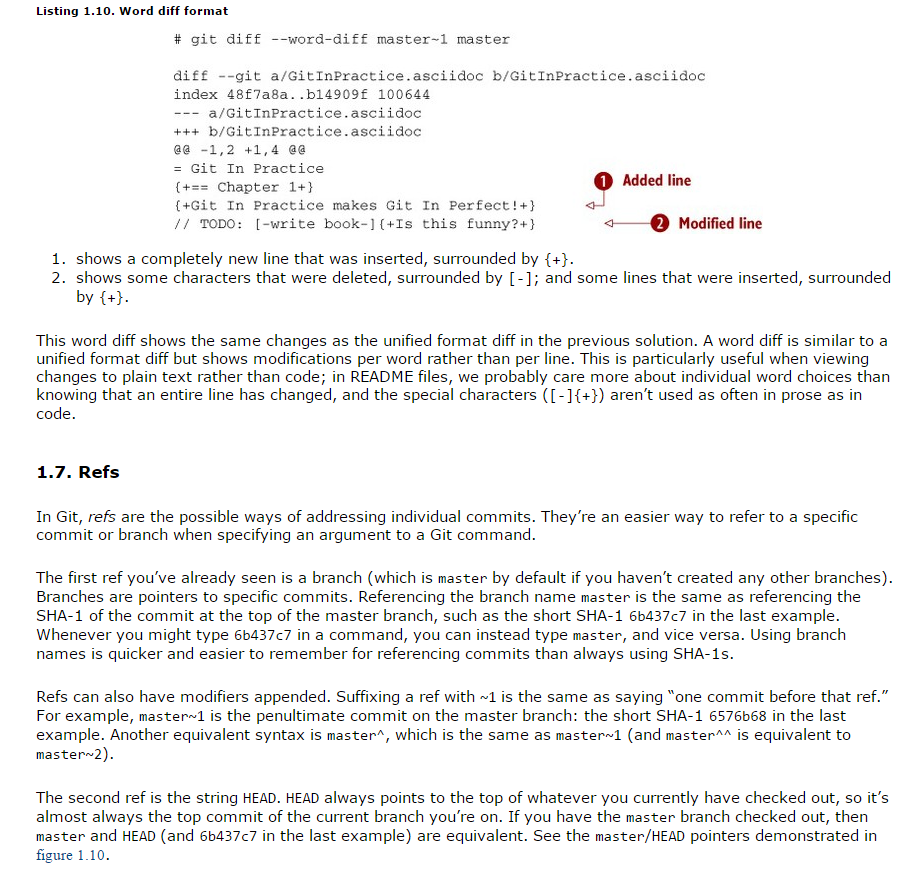 Listing 1.10. Word diff format
# git diff --word-diff master~1 master
diff --git a/GitInPractice.asciidoc b/GitInPractice.asciidoc
index 48f7a8a..b14909f 100644
--- a/GitInPractice.asciidoc
+++ b/GitInPractice.asciidoc
@@ -1,2 +1,4 @@
= Git In Practice
{+== Chapter 1+}
1 Added line
{+Git In Practice makes Git In Perfect!+}
// TODO: [-write book-]{+Is this funny?+}
2 Modified line
1. shows a completely new line that was inserted, surrounded by {+}.
2. shows some characters that were deleted, surrounded by [-]; and some lines that were inserted, surrounded
by {+}.
This word diff shows the same changes as the unified format diff in the previous solution. A word diff is similar to a
unified format diff but shows modifications per word rather than per line. This is particularly useful when viewing
changes to plain text rather than code; in README files, we probably care more about individual word choices than
knowing that an entire line has changed, and the special characters ([-]{+}) aren’t used as often in prose as in
code.
1.7. Refs
In Git, refs are the possible ways of addressing individual commits. They’re an easier way to refer to a specific
commit or branch when specifying an argument to a Git command.
The first ref you’ve already seen is a branch (which is master by default if you haven’t created any other branches).
Branches are pointers to specific commits. Referencing the branch name master is the same as referencing the
SHA-1 of the commit at the top of the master branch, such as the short SHA-1 6b437c7 in the last example.
Whenever you might type 6b437c7 in a command, you can instead type master, and vice versa. Using branch
names is quicker and easier to remember for referencing commits than always using SHA-1s.
Refs can also have modifiers appended. Suffixing a ref with ~1 is the same as saying “one commit before that ref.”
For example, master~1 is the penultimate commit on the master branch: the short SHA-1 6576b68 in the last
example. Another equivalent syntax is master^, which is the same as master~1 (and master^^ is equivalent to
master~2).
The second ref is the string HEAD. HEAD always points to the top of whatever you currently have checked out, so it’s
almost always the top commit of the current branch you’re on. If you have the master branch checked out, then
master and HEAD (and 6b437c7 in the last example) are equivalent. See the master/HEAD pointers demonstrated in
figure 1.10.